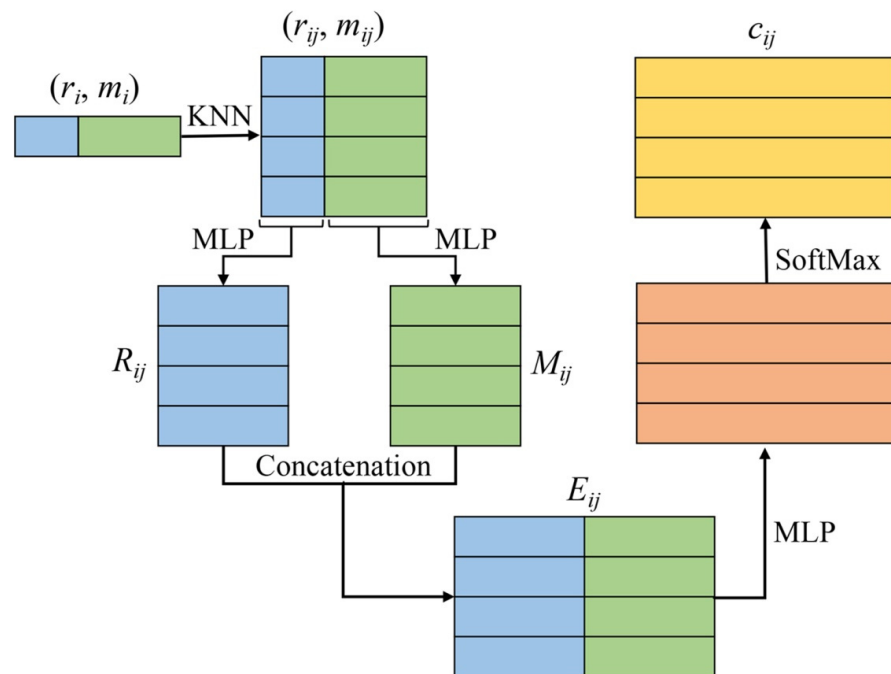 (r_i, m_i)
KNN
(r_ij, m_ij)
MLP
MLP
R_ij
M_ij
Concatenation
E_ij
MLP
SoftMax
c_ij